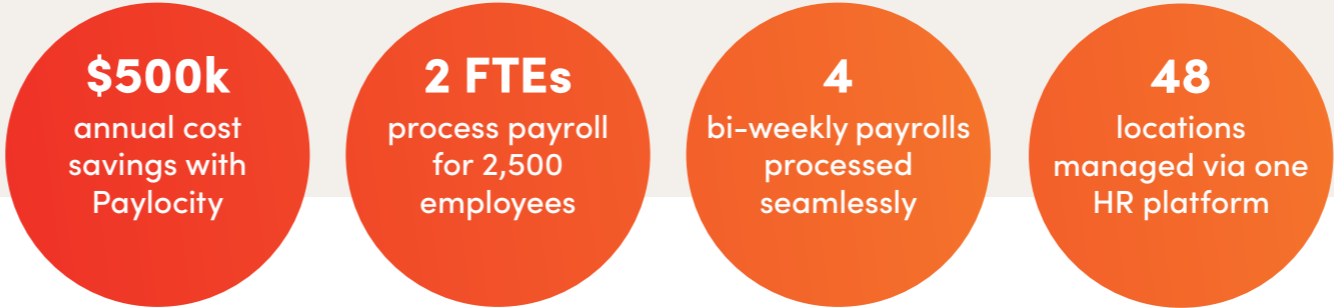 $500k
annual cost
savings with
Paylocity
2 FTEs
process payroll
for 2,500
employees
4
bi-weekly payrolls
processed
seamlessly
48
locations
managed via one
HR platform